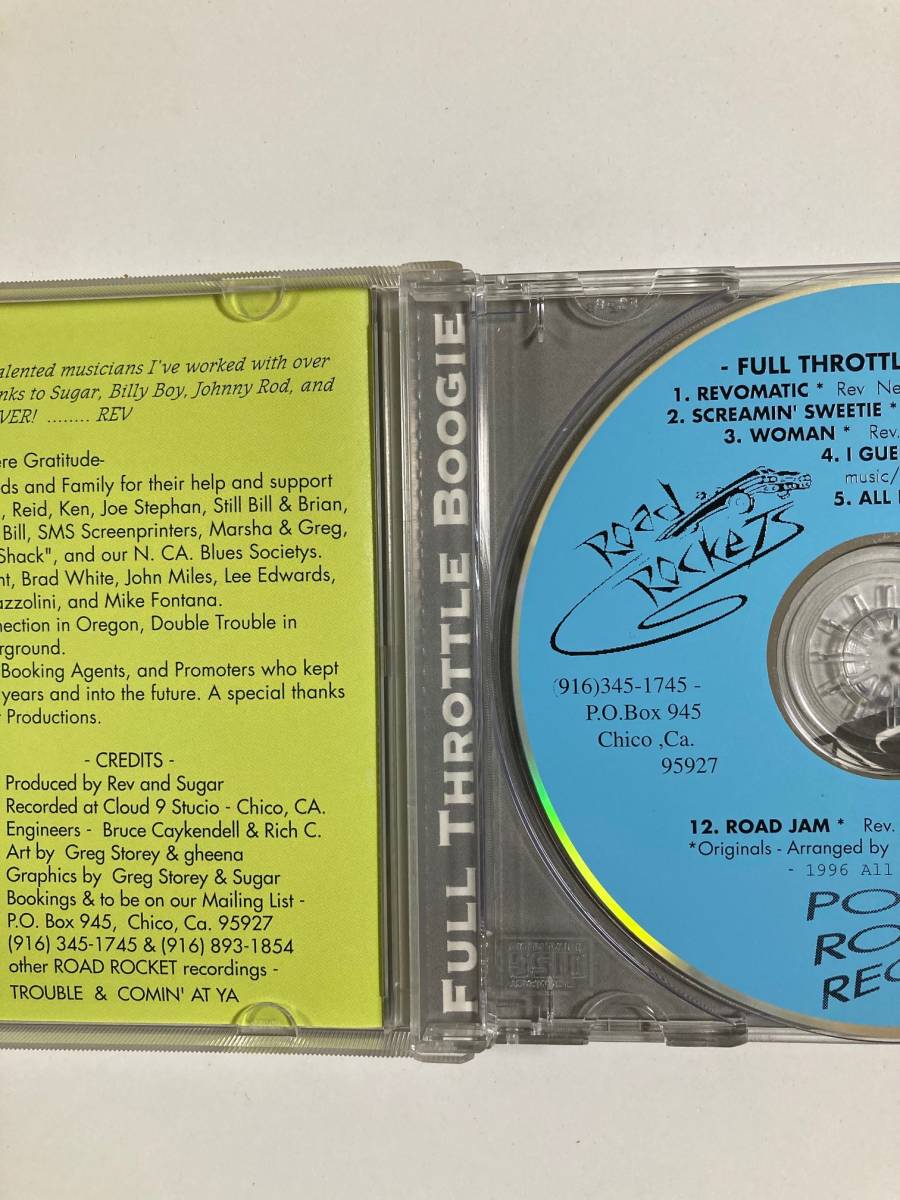 alented musicians I've worked with over
nks to Sugar, Billy Boy, Johnny Rod, and
VER! ........ REV
ere Gratitude-
ds and Family for their help and support
, Reid, Ken, Joe Stephan, Still Bill & Brian,
Bill, SMS Screenprinters, Marsha & Greg,
Shack", and our N. CA. Blues Societys.
nt, Brad White, John Miles, Lee Edwards,
azzolini, and Mike Fontana.
nection in Oregon, Double Trouble in
rground.
Booking Agents, and Promoters who kept
years and into the future. A special thanks
r Productions.
- CREDITS -
Produced by Rev and Sugar
Recorded at Cloud 9 Stucio - Chico, CA.
Engineers - Bruce Caykendell & Rich C.
Art by Greg Storey & gheena
Graphics by Greg Storey & Sugar
Bookings & to be on our Mailing List -
P.O. Box 945, Chico, Ca. 95927
(916) 345-1745 & (916) 893-1854
other ROAD ROCKET recordings -
TROUBLE & COMIN' AT YA
FULL THROTTLE BOOGIE
- FULL THROTTL
1. REVOMATIC * Rev Ne
2. SCREAMIN' SWEETIE *
3. WOMAN * Rev.
4. I GUE
music/
5. ALL
Road
Rockets
(916)345-1745 -
P.O.Box 945
Chico ,Ca.
95927
12. ROAD JAM * Rev.
*Originals - Arranged by
- 1996 All
PO
RO
REC